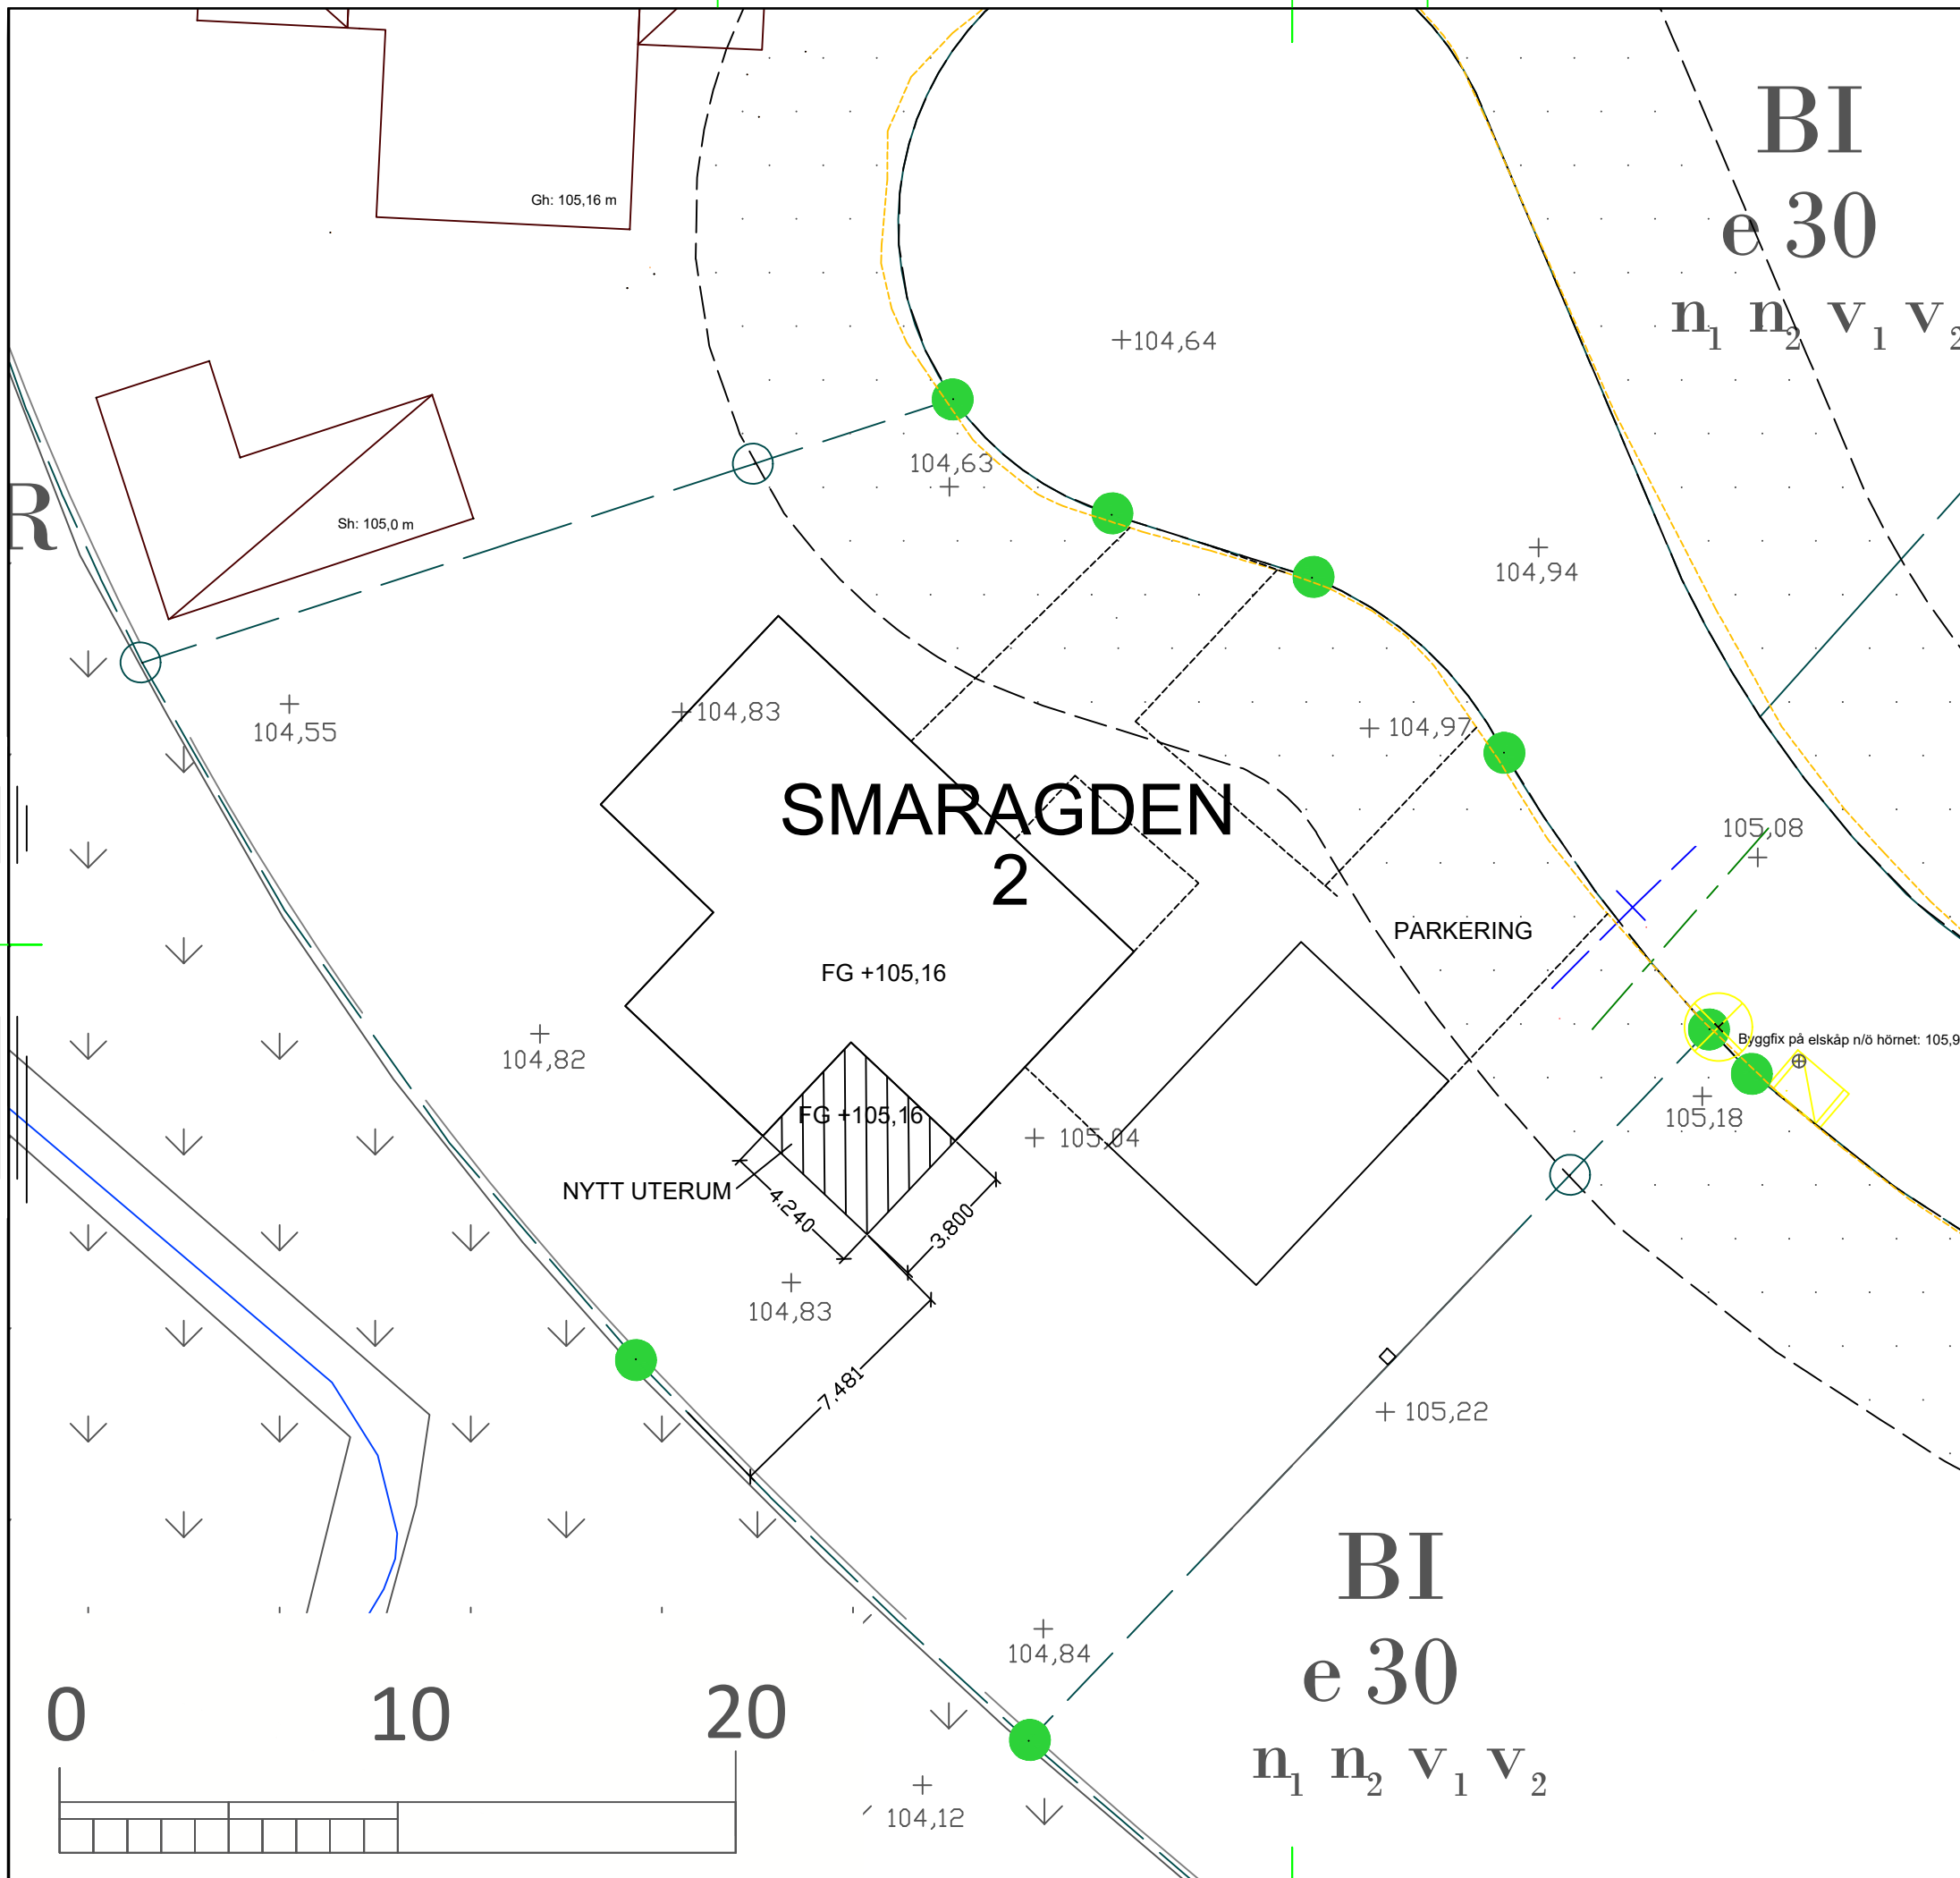 BI
e 30
n₁ n₂ v₁ v₂
Gh: 105,16 m
104,64
104,63
R
Sh: 105,0 m
104,94
104,55
104,83
104,97
SMARAGDEN
2
105,08
PARKERING
FG +105,16
104,82
Byggfix på elskåp n/ö hörnet: 105,9
105,18
FG +105,16
105,04
NYTT UTERUM
4.240
3.800
104,83
7.481
105,22
BI
e 30
n₁ n₂ v₁ v₂
104,84
0 10 20
104,12